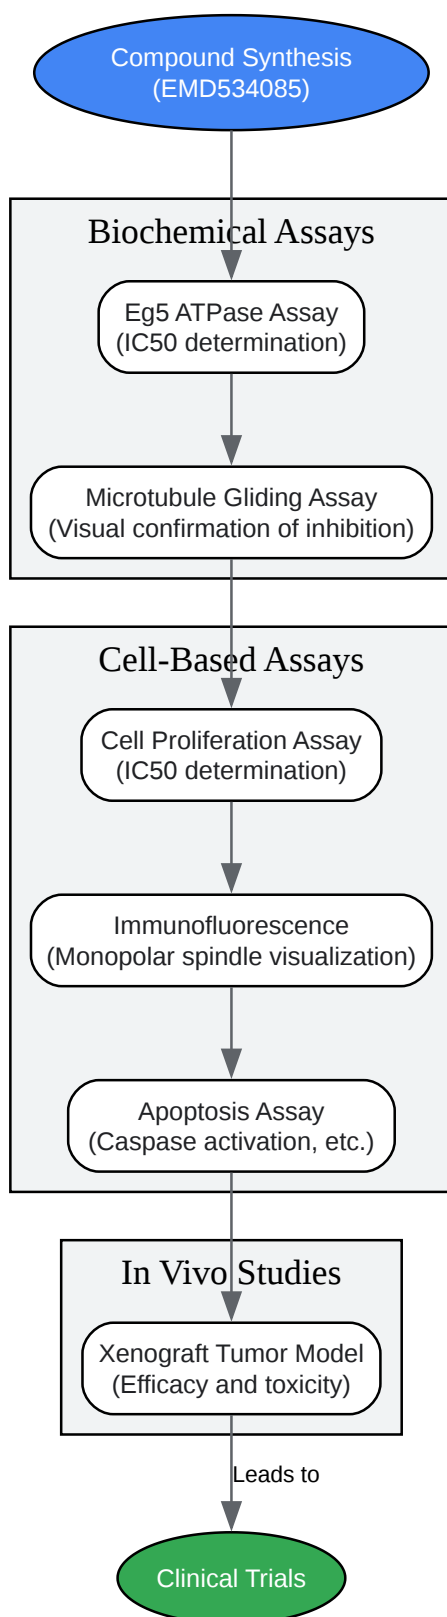 Compound Synthesis
(EMD534085)
Biochemical Assays
Eg5 ATPase Assay
(IC50 determination)
Microtubule Gliding Assay
(Visual confirmation of inhibition)
Cell-Based Assays
Cell Proliferation Assay
(IC50 determination)
Immunofluorescence
(Monopolar spindle visualization)
Apoptosis Assay
(Caspase activation, etc.)
In Vivo Studies
Xenograft Tumor Model
(Efficacy and toxicity)
Leads to
Clinical Trials